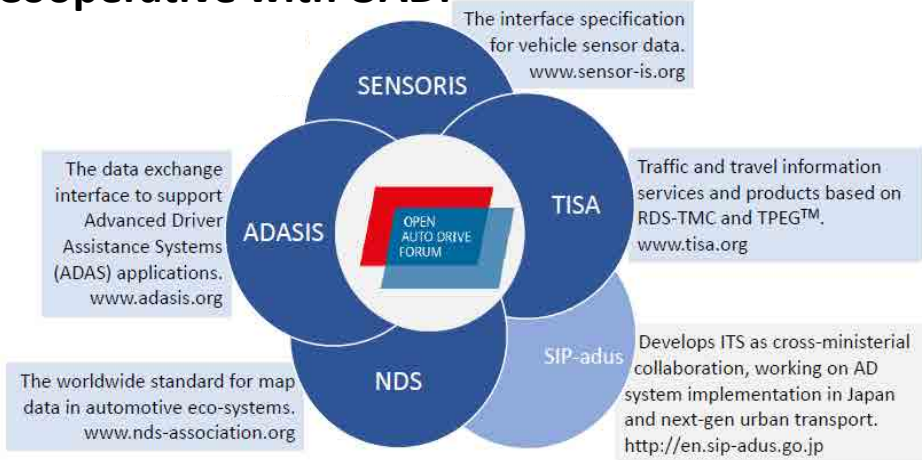 The interface specification
for vehicle sensor data.
www.sensor-is.org
SENSORIS
The data exchange
interface to support
Advanced Driver
Assistance Systems
(ADAS) applications.
www.adasis.org
ADASIS
OPEN
AUTO DRIVE
FORUM
TISA
Traffic and travel information
services and products based on
RDS-TMC and TPEG™.
www.tisa.org
The worldwide standard for map
data in automotive eco-systems.
www.nds-association.org
NDS
SIP-adus
Develops ITS as cross-ministerial
collaboration, working on AD
system implementation in Japan
and next-gen urban transport.
http://en.sip-adus.go.jp